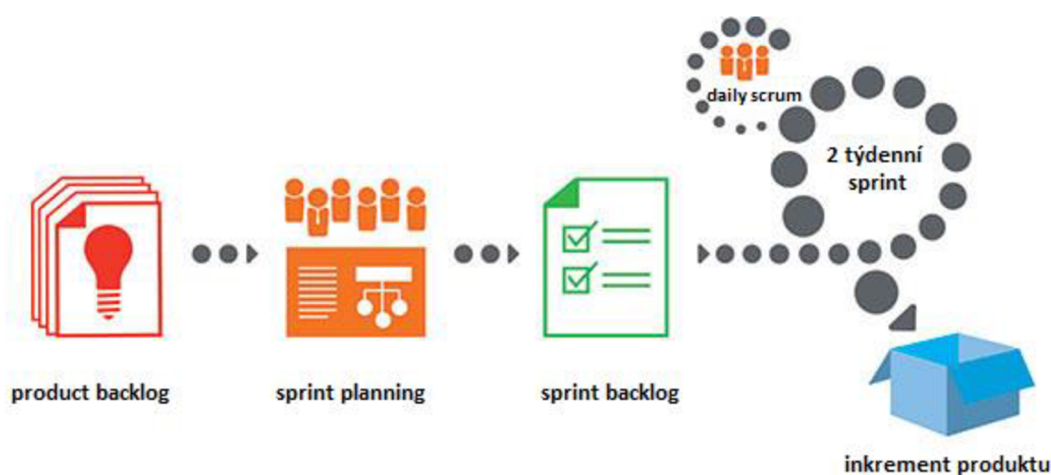 daily scrum
2 týdenní
sprint
product backlog
sprint planning
sprint backlog
inkrement produktu